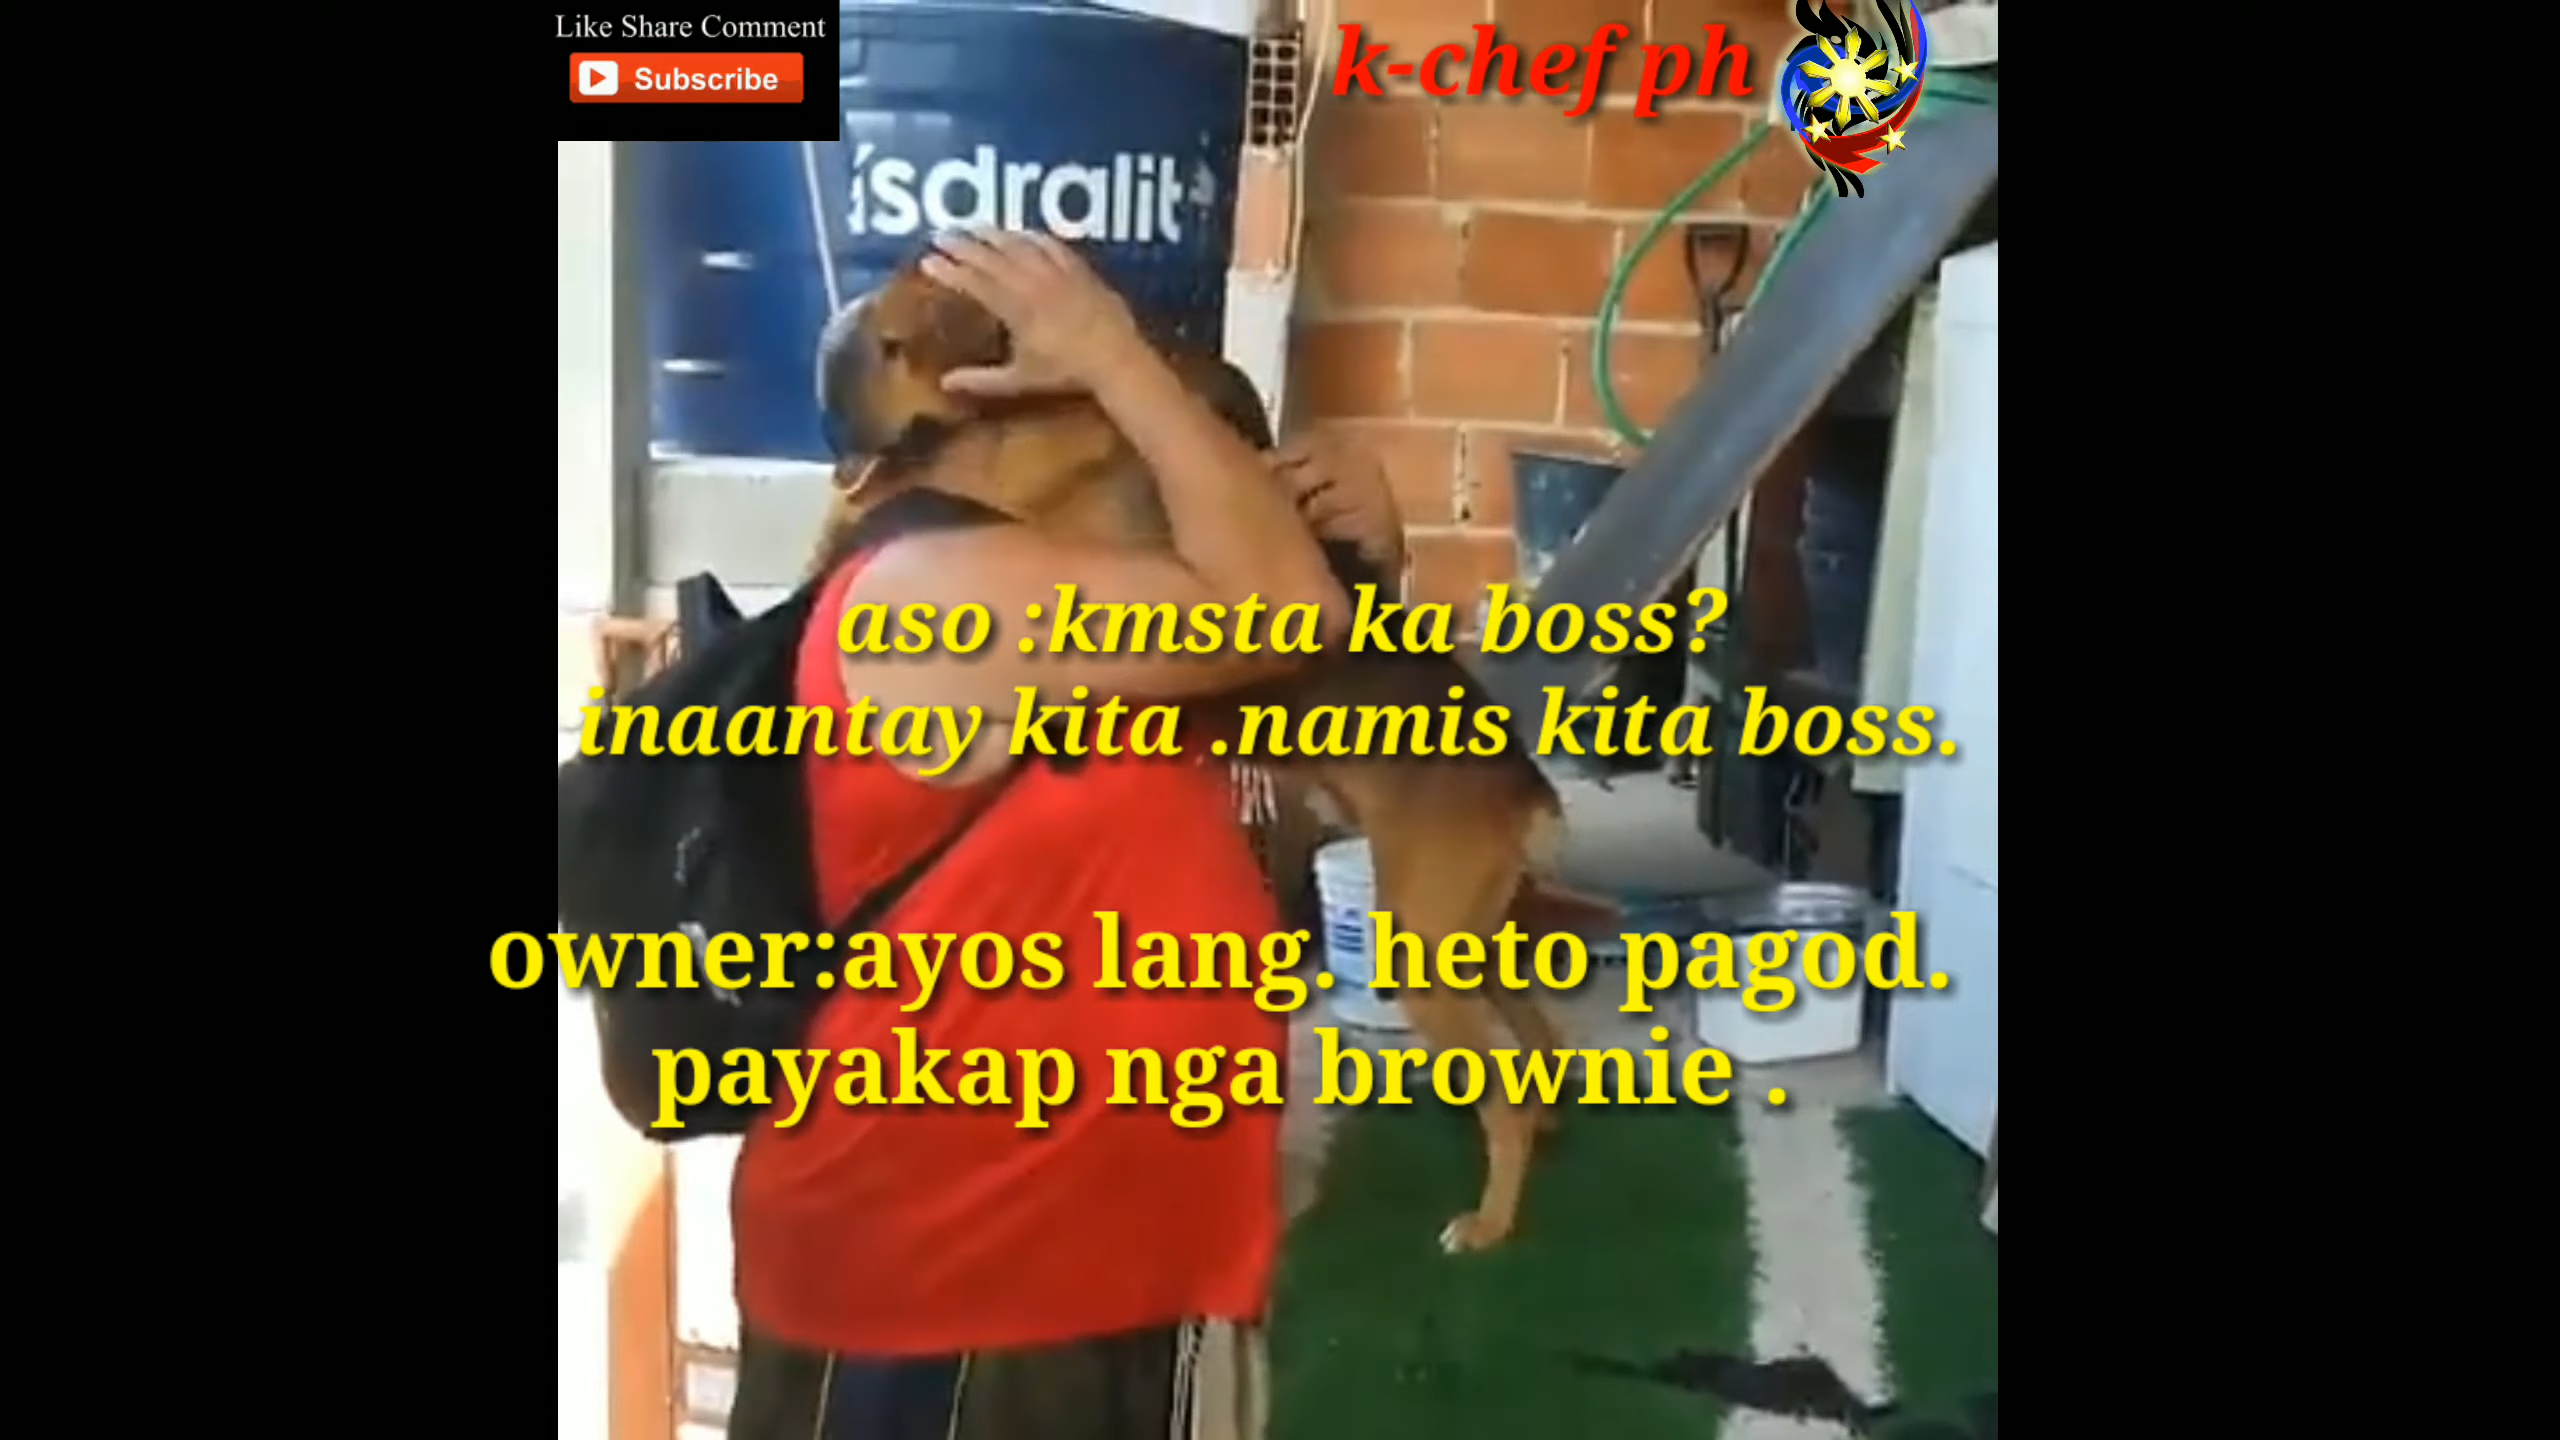 Like Share Comment
Subscribe
k-chef ph
ísdralit
aso :kmsta ka boss?
inaantay kita .namis kita boss.
owner:ayos lang. heto pagod.
payakap nga brownie .